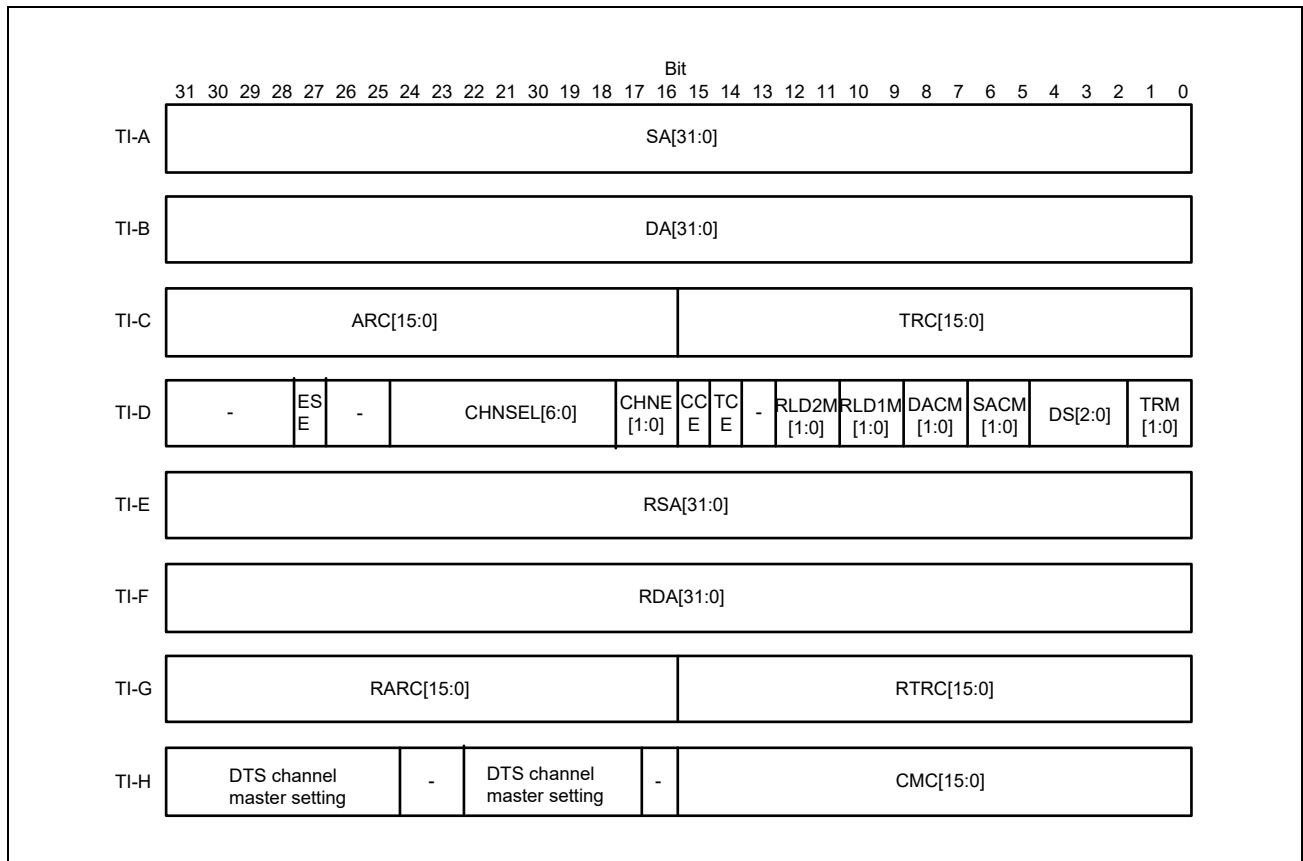 Bit
31 30 29 28 27 26 25 24 23 22 21 30 19 18 17 16 15 14 13 12 11 10 9 8 7 6 5 4 3 2 1 0
TI-A SA[31:0]
TI-B DA[31:0]
TI-C ARC[15:0] TRC[15:0]
TI-D - ES - CHNSEL[6:0] CHNE CC TC - RLD2M RLD1M DACM SACM DS[2:0] TRM
E [1:0] E E [1:0] [1:0] [1:0] [1:0] [1:0]
TI-E RSA[31:0]
TI-F RDA[31:0]
TI-G RARC[15:0] RTRC[15:0]
TI-H DTS channel - DTS channel - CMC[15:0]
master setting master setting